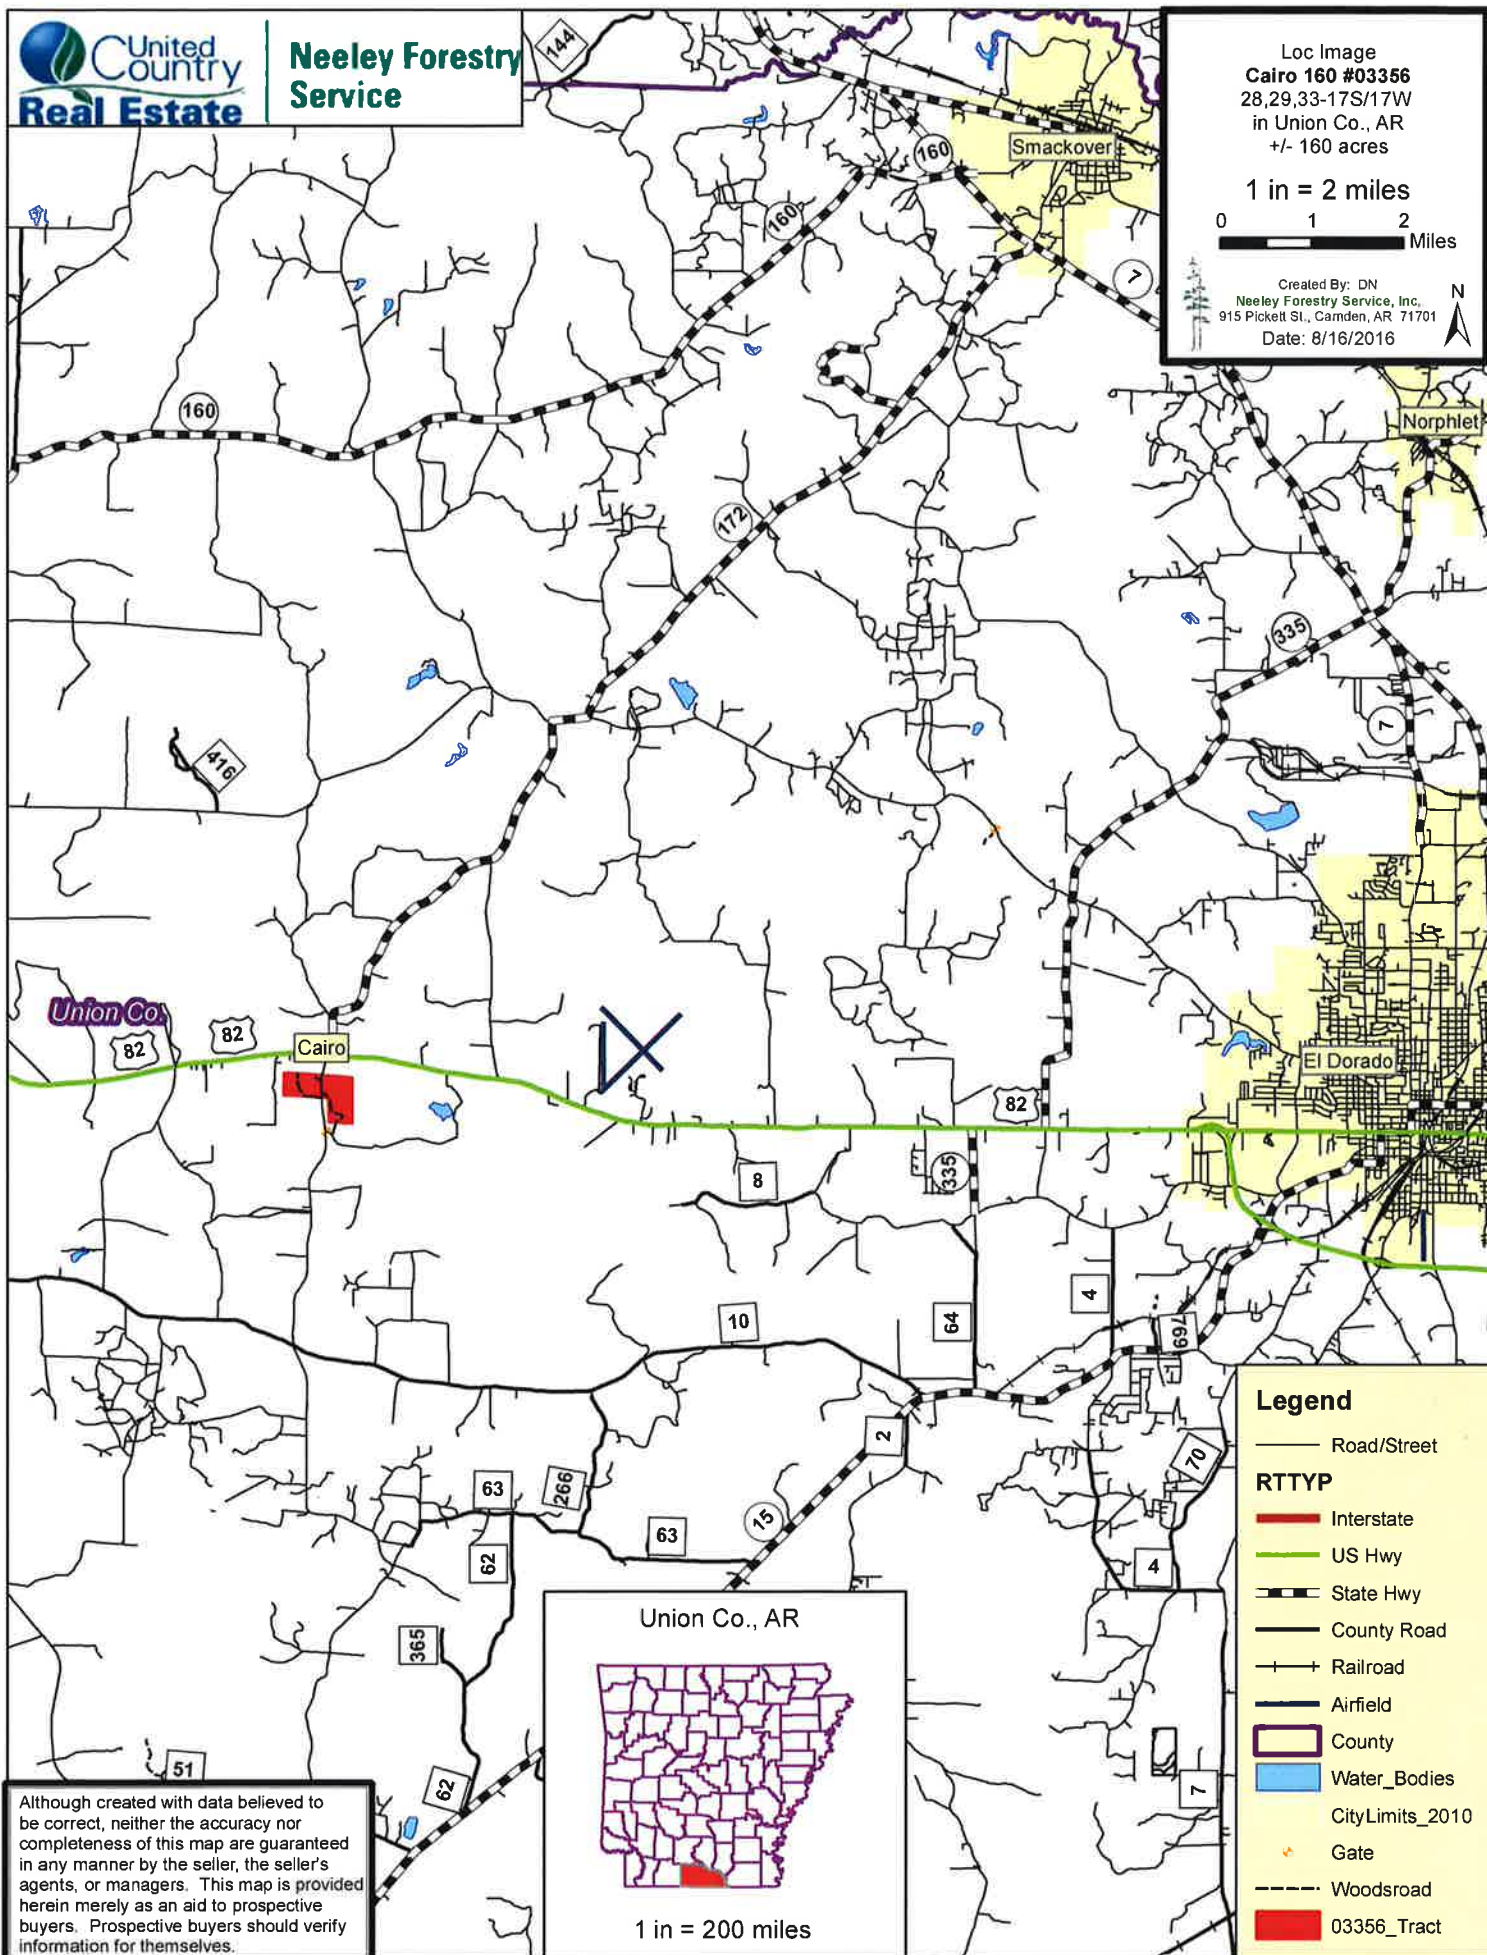 United
Country
Real Estate
Neeley Forestry
Service
Loc Image
Cairo 160 #03356
28,29,33-17S/17W
in Union Co., AR
+/- 160 acres
1 in = 2 miles
0 1 2
Miles
Created By: DN
Neeley Forestry Service, Inc.
915 Pickett St., Camden, AR 71701
Date: 8/16/2016
N
144
160
Smackover
160
7
160
Norphlet
172
335
7
416
Union Co.
82
82
Cairo
El Dorado
82
8
335
4
10
64
769
2
70
63
266
15
63
62
4
365
51
62
7
Legend
Road/Street
RTTYP
Interstate
US Hwy
State Hwy
County Road
Railroad
Airfield
County
Water_Bodies
CityLimits_2010
Gate
Woodsroad
03356_Tract
Union Co., AR
1 in = 200 miles
Although created with data believed to
be correct, neither the accuracy nor
completeness of this map are guaranteed
in any manner by the seller, the seller's
agents, or managers. This map is provided
herein merely as an aid to prospective
buyers. Prospective buyers should verify
information for themselves.